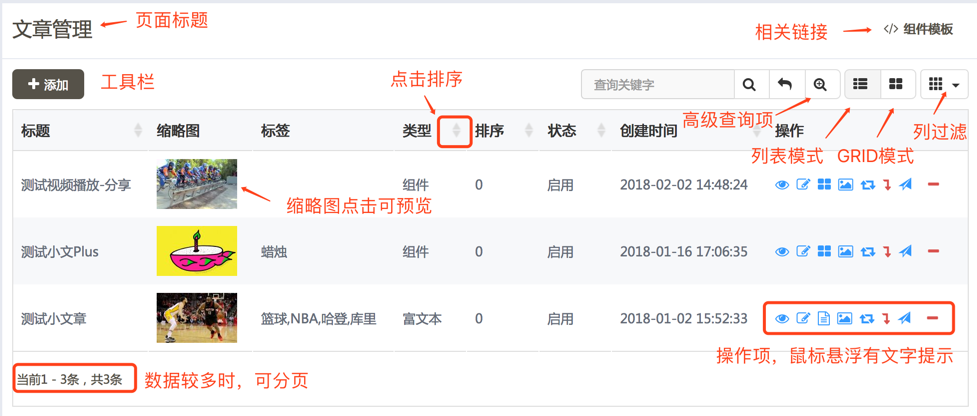 文章管理
页面标题
相关链接
</> 组件模板
添加
工具栏
点击排序
查询关键字
高级查询项
列表模式
GRID模式
列过滤
标题 缩略图 标签 类型 排序 状态 创建时间 操作
测试视频播放-分享 组件 0 启用 2018-02-02 14:48:24
缩略图点击可预览
测试小文Plus 蜡烛 组件 0 启用 2018-01-16 17:06:35
测试小文章 篮球,NBA,哈登,库里 富文本 0 启用 2018-01-02 15:52:33
操作项，鼠标悬浮有文字提示
当前1 - 3条，共3条
数据较多时，可分页